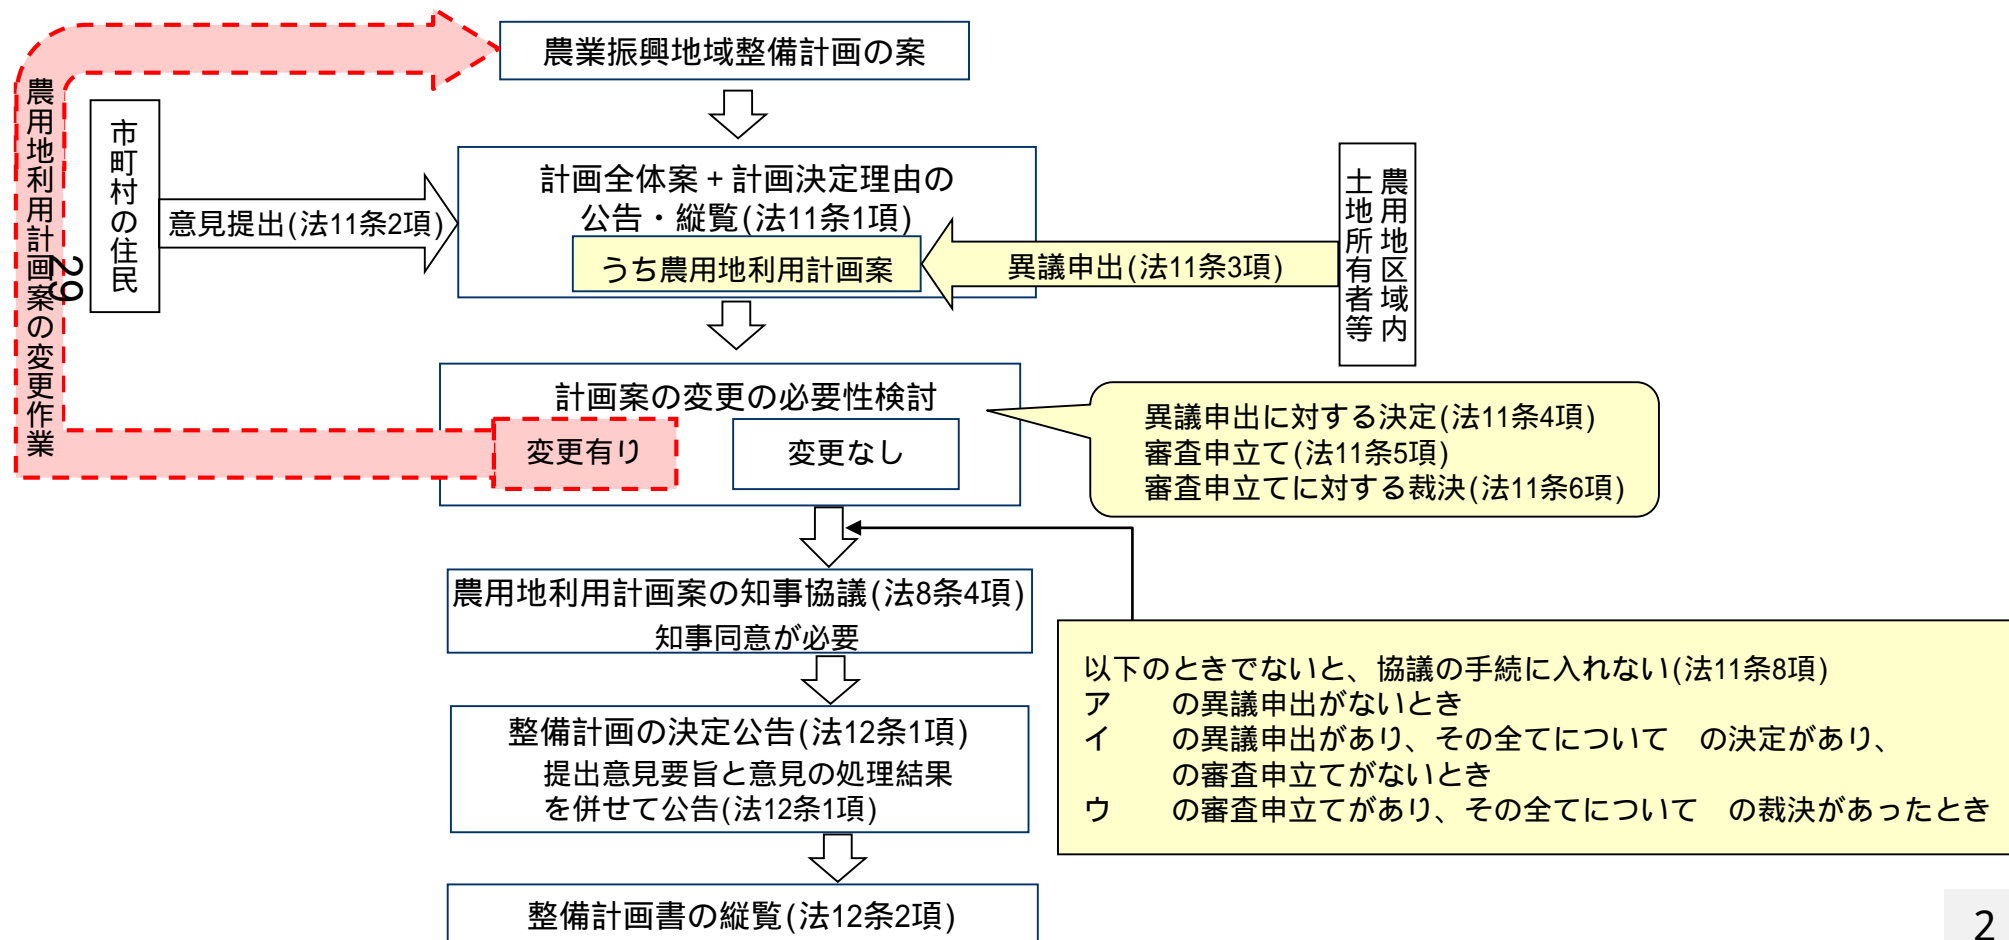 農業振興地域整備計画の案
農用地利用計画案の変更作業
29
市町村の住民
意見提出(法11条2項)
計画全体案＋計画決定理由の
公告・縦覧(法11条1項)
うち農用地利用計画案
異議申出(法11条3項)
農用地区域内
土地所有者等
計画案の変更の必要性検討
変更有り
変更なし
異議申出に対する決定(法11条4項)
審査申立て(法11条5項)
審査申立てに対する裁決(法11条6項)
農用地利用計画案の知事協議(法8条4項)
知事同意が必要
以下のときでないと、協議の手続に入れない(法11条8項)
ア　　の異議申出がないとき
イ　　の異議申出があり、その全てについて　の決定があり、
の審査申立てがないとき
ウ　　の審査申立てがあり、その全てについて　の裁決があったとき
整備計画の決定公告(法12条1項)
提出意見要旨と意見の処理結果
を併せて公告(法12条1項)
整備計画書の縦覧(法12条2項)
2